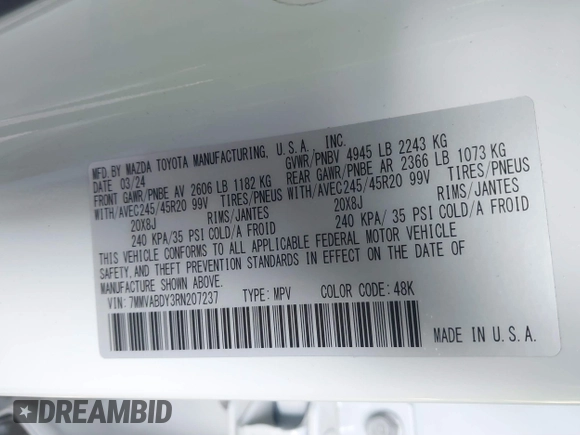 MFD. BY MAZDA TOYOTA MANUFACTURING, U.S.A., INC.
DATE 03/24 GVWR/PNBV 4945 LB 2243 KG
FRONT GAWR/PNBE AV 2606 LB 1182 KG REAR GAWR/PNBE AR 2366 LB 1073 KG
WITH/AVEC245/45R20 99V TIRES/PNEUS WITH/AVEC245/45R20 99V TIRES/PNEUS
20X8J RIMS/JANTES 20X8J RIMS/JANTES
240 KPA/35 PSI COLD/A FROID 240 KPA/ 35 PSI COLD/A FROID
THIS VEHICLE CONFORMS TO ALL APPLICABLE FEDERAL MOTOR VEHICLE
SAFETY, AND THEFT PREVENTION STANDARDS IN EFFECT ON THE DATE OF
MANUFACTURE SHOWN ABOVE.
VIN: 7MMVABDY3RN207237 TYPE: MPV COLOR CODE: 48K
MADE IN U.S.A.
DREAMBID